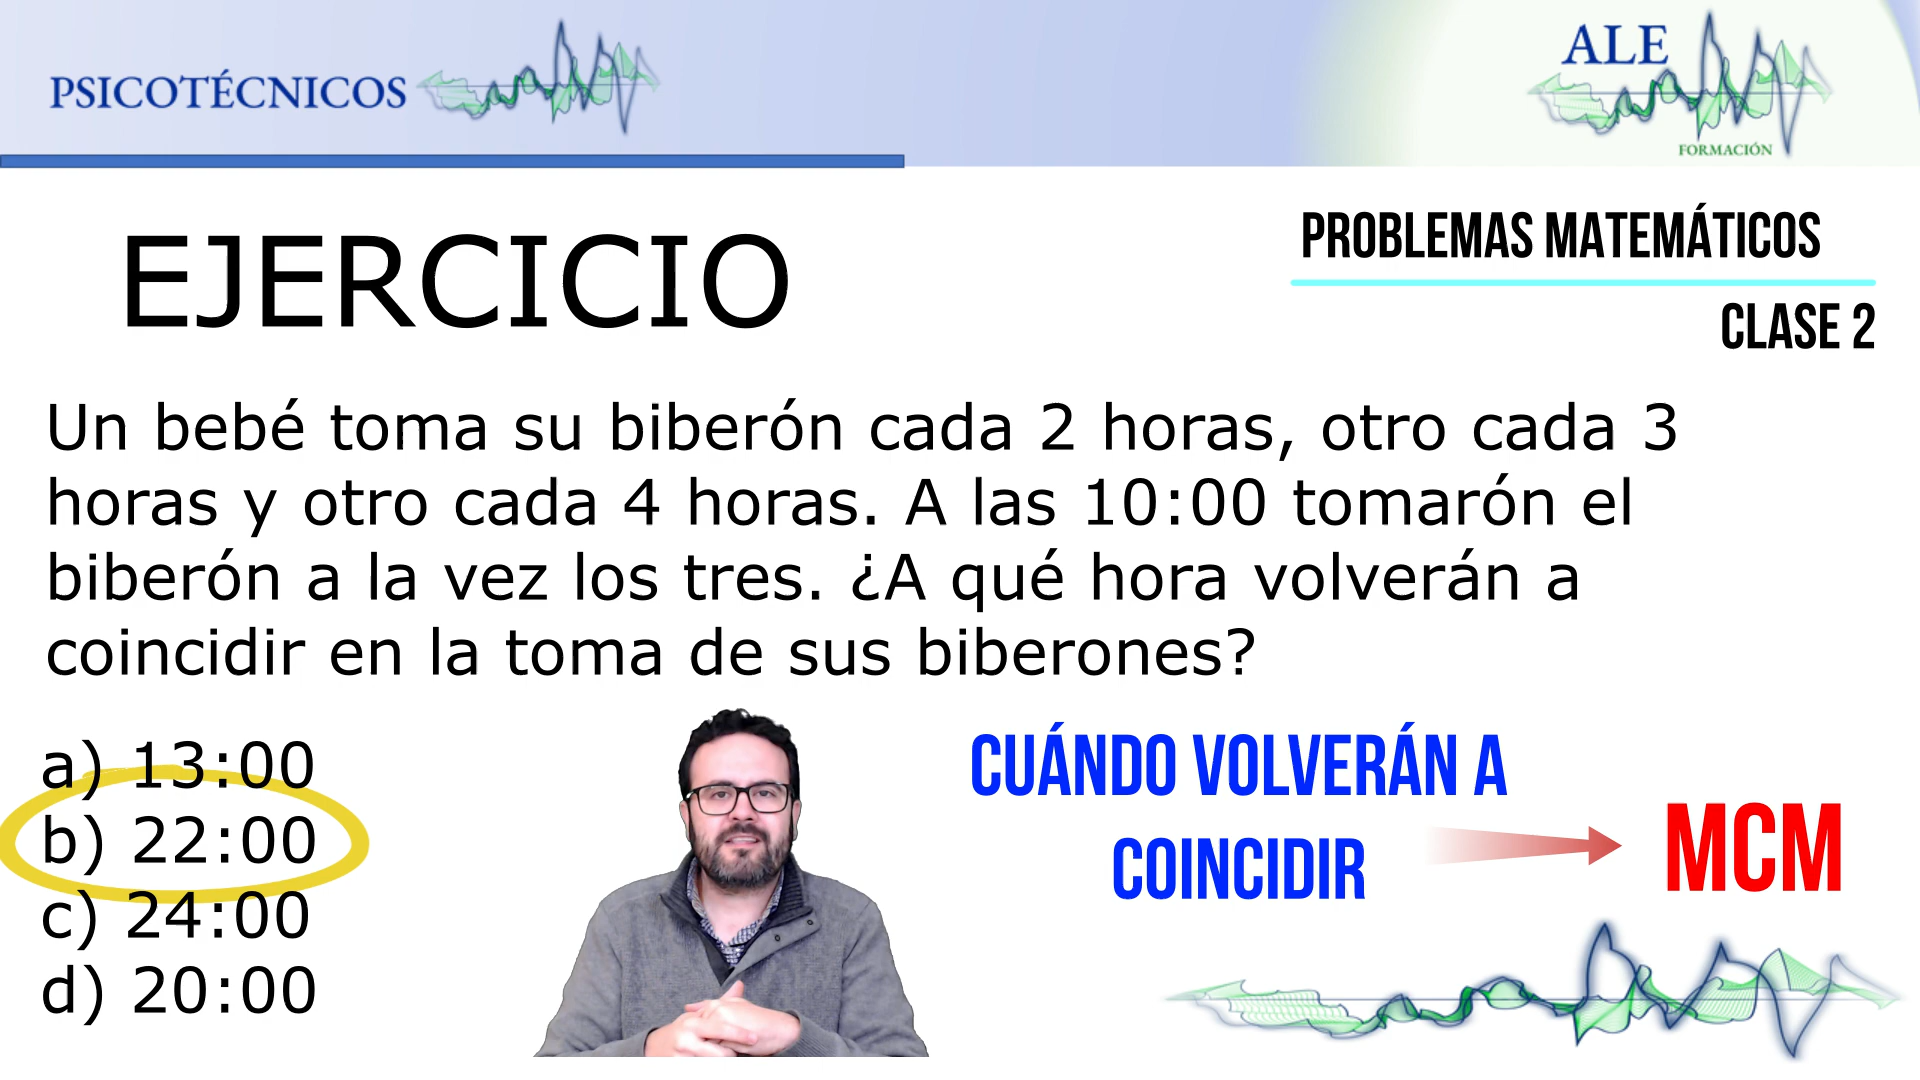 PSICOTÉCNICOS
ALE
FORMACIÓN
PROBLEMAS MATEMÁTICOS
EJERCICIO
CLASE 2
Un bebé toma su biberón cada 2 horas, otro cada 3
horas y otro cada 4 horas. A las 10:00 tomarón el
biberón a la vez los tres. ¿A qué hora volverán a
coincidir en la toma de sus biberones?
a) 13:00
b) 22:00
c) 24:00
d) 20:00
CUÁNDO VOLVERÁN A
COINCIDIR
MCM